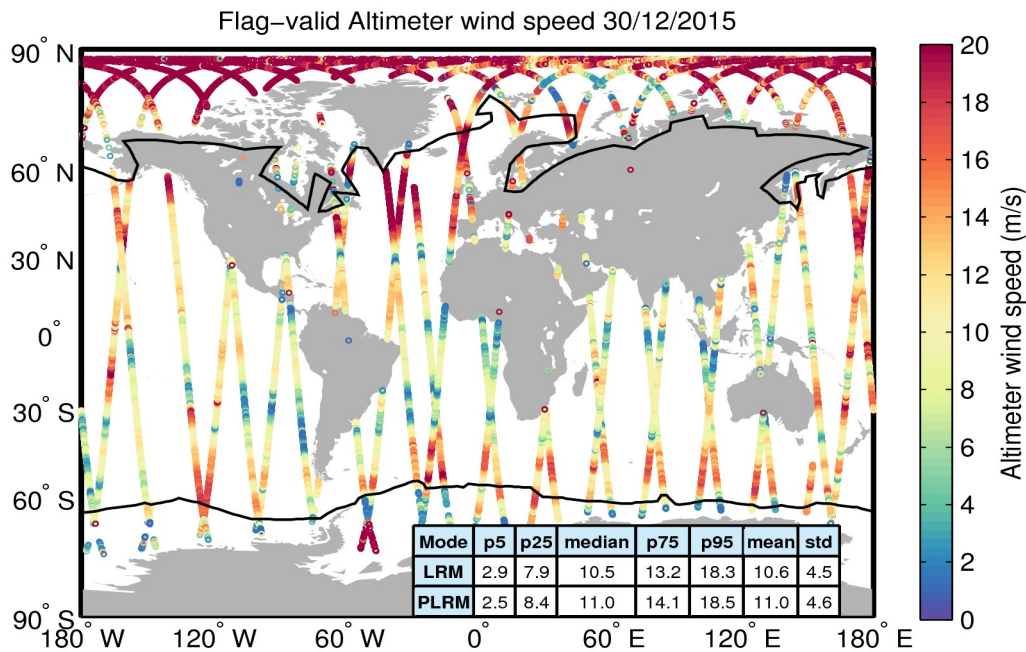 Flag−valid Altimeter wind speed 30/12/2015
90° N
60° N
30° N
0°
30° S
60° S
90° S
180° W
120° W
60° W
0°
60° E
120° E
180° E
Mode p5 p25 median p75 p95 mean std
LRM 2.9 7.9 10.5 13.2 18.3 10.6 4.5
PLRM 2.5 8.4 11.0 14.1 18.5 11.0 4.6
20
18
16
14
12
10
8
6
4
2
0
Altimeter wind speed (m/s)